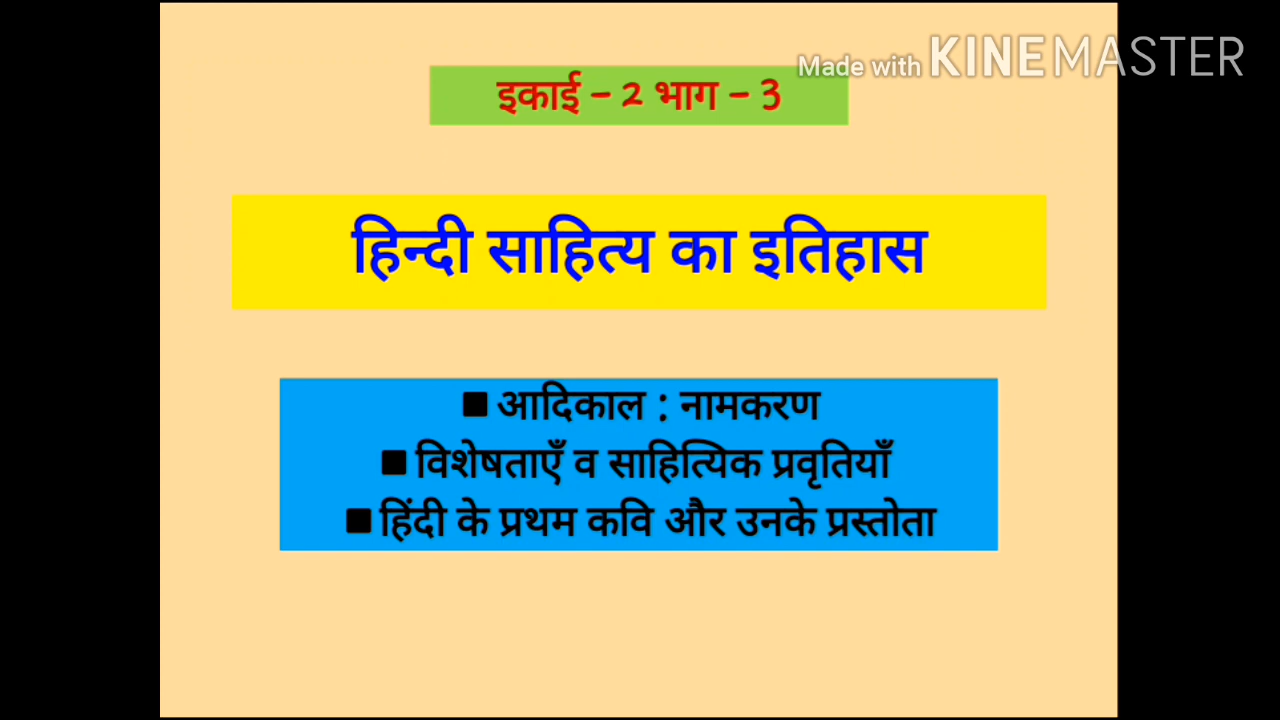 Made with KINEMASTER
इकाई – 2 भाग – 3
हिन्दी साहित्य का इतिहास
■ आदिकाल : नामकरण
■ विशेषताएँ व साहित्यिक प्रवृतियाँ
■ हिंदी के प्रथम कवि और उनके प्रस्तोता